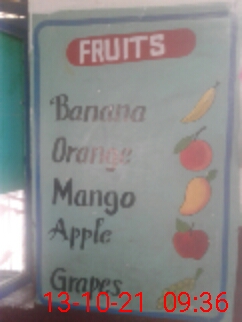 FRUITS
Banana
Orange
Mango
Apple
Grapes
13-10-21 09:36